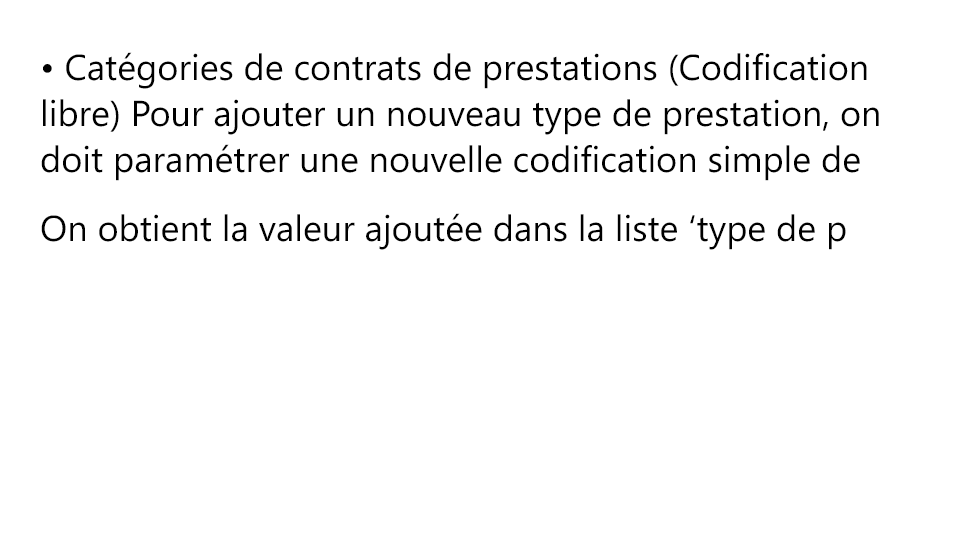 • Catégories de contrats de prestations (Codification
libre) Pour ajouter un nouveau type de prestation, on
doit paramétrer une nouvelle codification simple de
On obtient la valeur ajoutée dans la liste ‘type de p